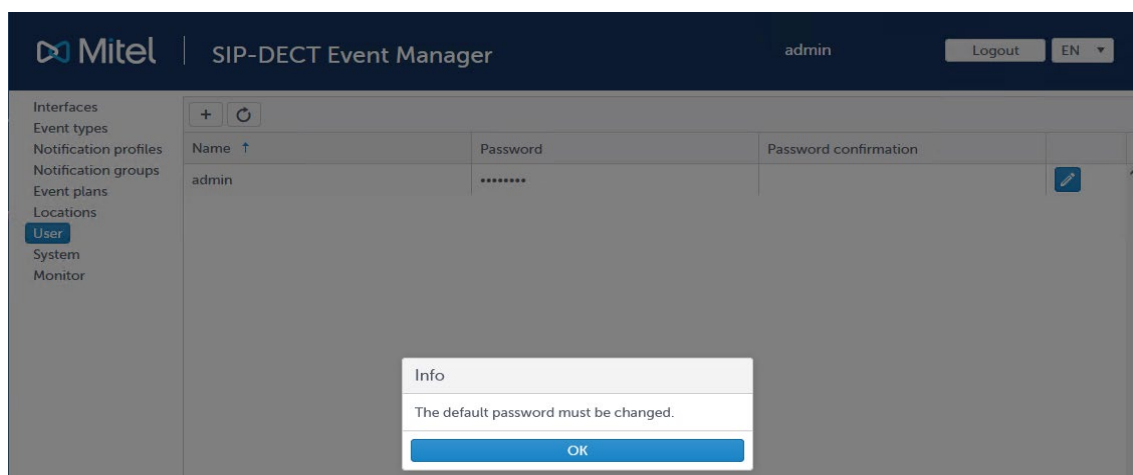 Mitel | SIP-DECT Event Manager admin Logout EN
Interfaces
Event types
Notification profiles
Notification groups
Event plans
Locations
User
System
Monitor
Name ↑ Password Password confirmation
admin ••••••••
Info
The default password must be changed.
OK